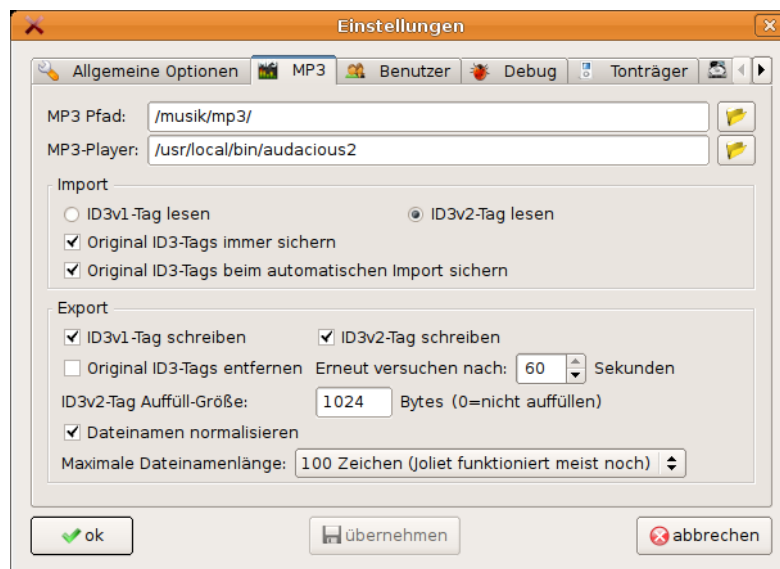 Einstellungen
Allgemeine Optionen MP3 Benutzer Debug Tonträger
MP3 Pfad: /musik/mp3/
MP3-Player: /usr/local/bin/audacious2
Import
ID3v1-Tag lesen ID3v2-Tag lesen
Original ID3-Tags immer sichern
Original ID3-Tags beim automatischen Import sichern
Export
ID3v1-Tag schreiben ID3v2-Tag schreiben
Original ID3-Tags entfernen Erneut versuchen nach: 60 Sekunden
ID3v2-Tag Auffüll-Größe: 1024 Bytes (0=nicht auffüllen)
Dateinamen normalisieren
Maximale Dateinamenlänge: 100 Zeichen (Joliet funktioniert meist noch)
ok übernehmen abbrechen